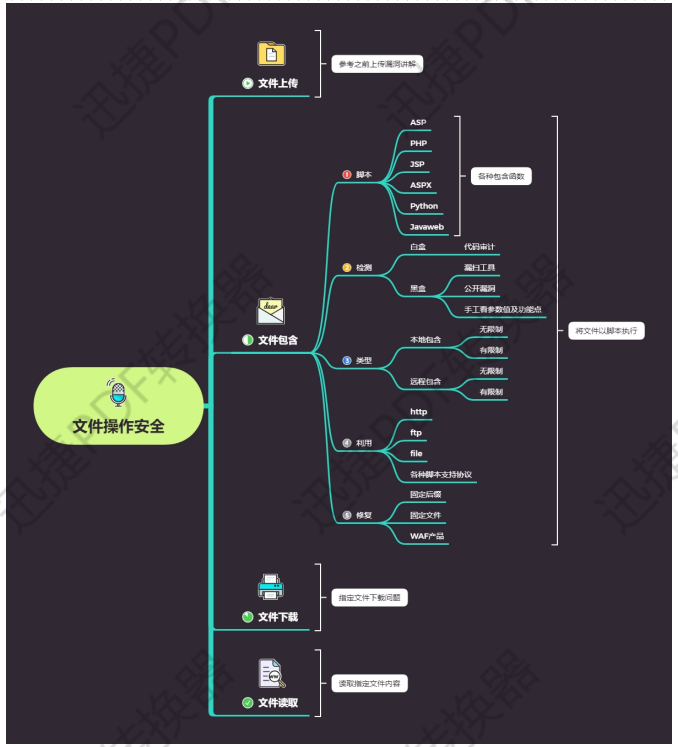 文件操作安全
文件上传
参考之前上传漏洞讲解
文件包含
dear
1 脚本
ASP
PHP
JSP
ASPX
Python
Javaweb
各种包含函数
2 检测
白盒
代码审计
黑盒
漏扫工具
公开漏洞
手工看参数值及功能点
3 类型
本地包含
无限制
有限制
远程包含
无限制
有限制
4 利用
http
ftp
file
各种脚本支持协议
5 修复
固定后缀
固定文件
WAF产品
将文件以脚本执行
文件下载
指定文件下载问题
文件读取
读取指定文件内容
迅捷PDF转换器